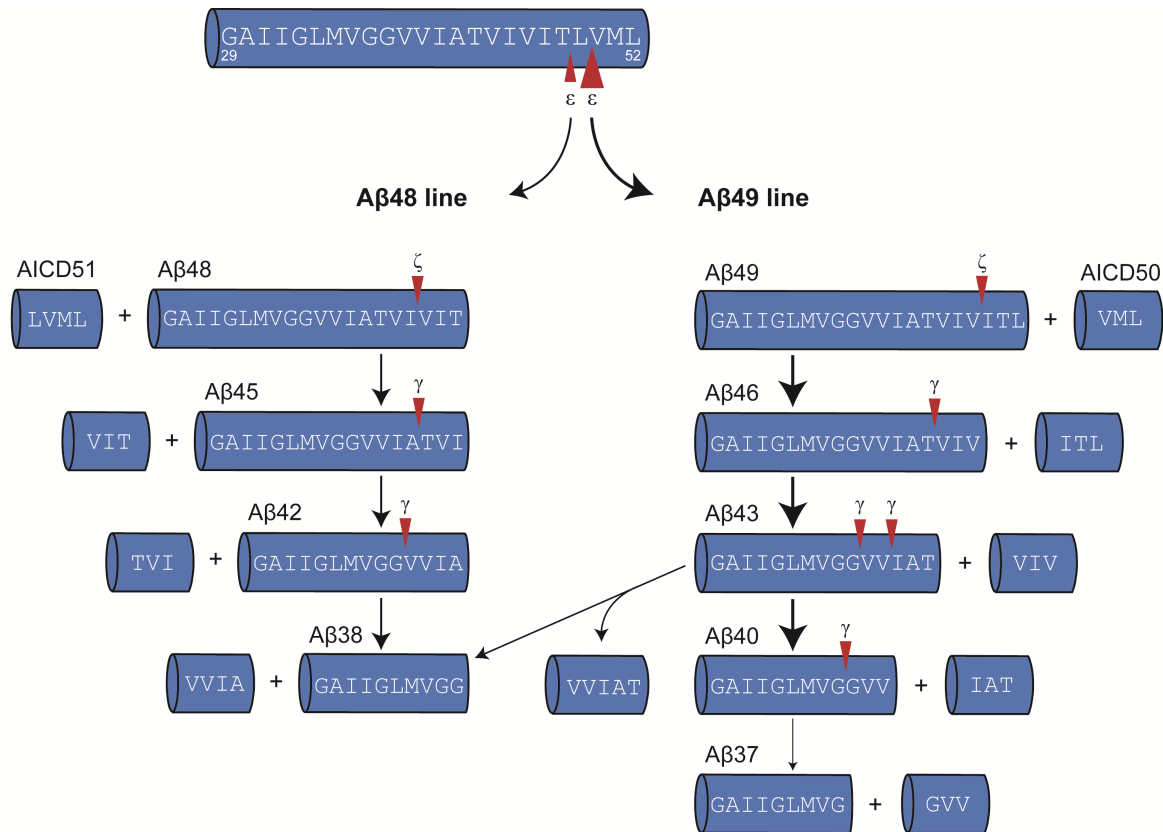 GAIIGLMVGGVVIATVIVITLVML
29 52
ε ε
Aβ48 line Aβ49 line
ζ ζ
AICD51 Aβ48 Aβ49 AICD50
LVML + GAIIGLMVGGVVIATVIVIT GAIIGLMVGGVVIATVIVITL + VML
γ γ
Aβ45 Aβ46
VIT + GAIIGLMVGGVVIATVI GAIIGLMVGGVVIATVIV + ITL
γ γ γ
Aβ42 Aβ43
TVI + GAIIGLMVGGVVIA GAIIGLMVGGVVIAT + VIV
γ
Aβ38 Aβ40
VVIA + GAIIGLMVGG VVIAT GAIIGLMVGGVV + IAT
Aβ37
GAIIGLMVG + GVV